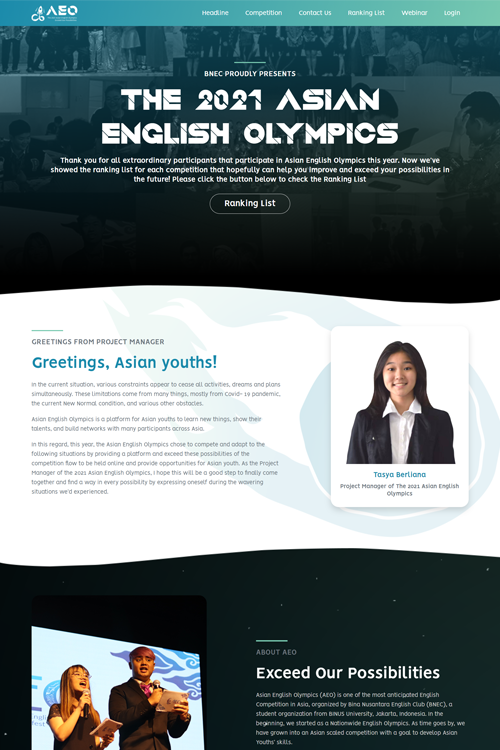 AEO
Headline Competition Contact Us Ranking List Webinar Login
BNEC PROUDLY PRESENTS
THE 2021 ASIAN
ENGLISH OLYMPICS
Thank you for all extraordinary participants that participate in Asian English Olympics this year. Now we've
showed the ranking list for each competition that hopefully can help you improve and exceed your possibilities in
the future! Please click the button below to check the Ranking List
Ranking List
GREETINGS FROM PROJECT MANAGER
Greetings, Asian youths!
In the current situation, various constraints appear to cease all activities, dreams and plans
simultaneously. These limitations come from many things, mostly from Covid- 19 pandemic,
the current New Normal condition, and various other obstacles.
Asian English Olympics is a platform for Asian youths to learn new things, show their
talents, and build networks with many participants across Asia.
In this regard, this year, the Asian English Olympics chose to compete and adapt to the
following situations by providing a platform and exceed these possibilities of the
competition flow to be held online and provide opportunities for Asian youth. As the Project
Manager of the 2021 Asian English Olympics, I hope this will be a good step to finally come
together and find a way in every possibility by expressing oneself during the wavering
situations we'd experienced.
Tasya Berliana
Project Manager of The 2021 Asian English
Olympics
ABOUT AEO
Exceed Our Possibilities
Asian English Olympics (AEO) is one of the most anticipated English
Competition in Asia, organized by Bina Nusantara English Club (BNEC), a
student organization from BINUS University, Jakarta, Indonesia. In the
beginning, we started as a Nationwide English Olympics. As time goes by, we
have grown into an Asian scaled competition with a goal to develop Asian
Youths' skills.